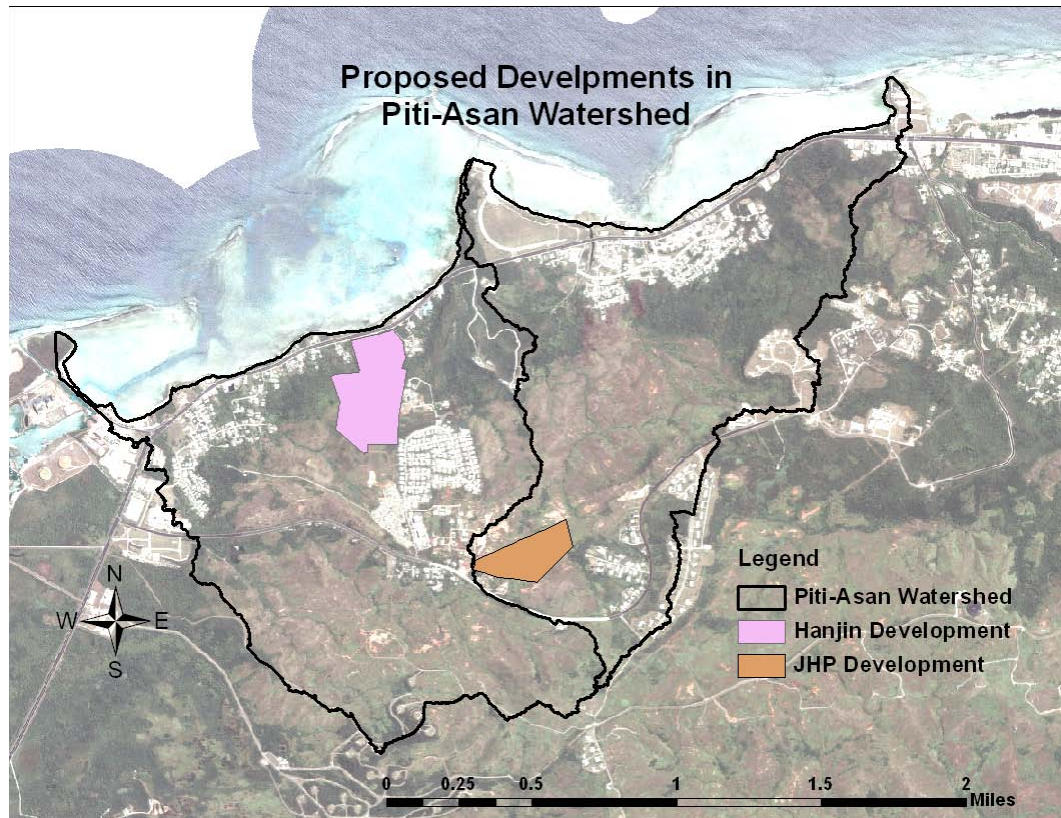 Proposed Develpments in
Piti-Asan Watershed
Legend
Piti-Asan Watershed
Hanjin Development
JHP Development
N
W E
S
0 0.25 0.5 1 1.5 2
Miles